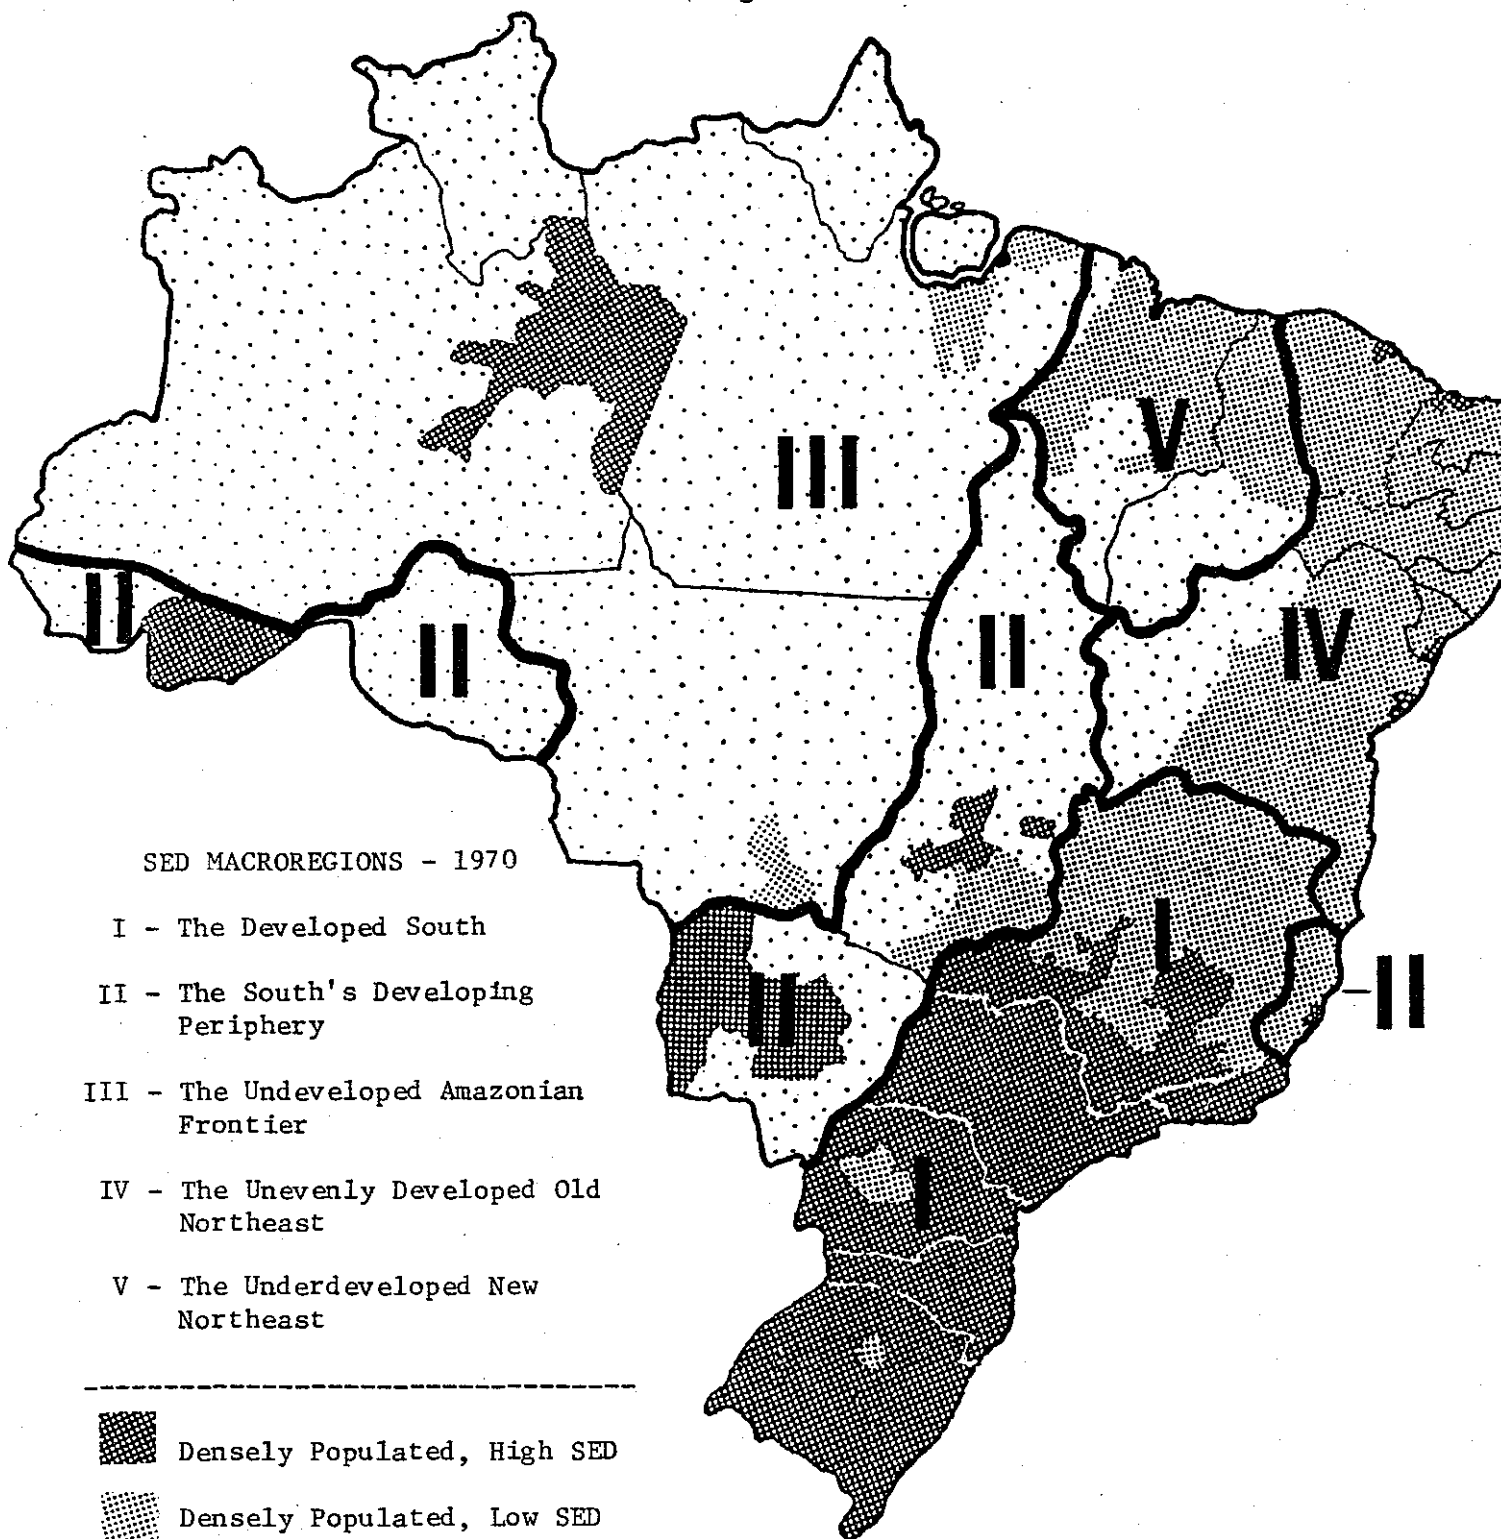 III
V
II
II
II
IV
SED MACROREGIONS - 1970
I - The Developed South
II - The South's Developing
Periphery
III - The Undeveloped Amazonian
Frontier
IV - The Unevenly Developed Old
Northeast
V - The Underdeveloped New
Northeast
I
II
-II
I
Densely Populated, High SED
Densely Populated, Low SED